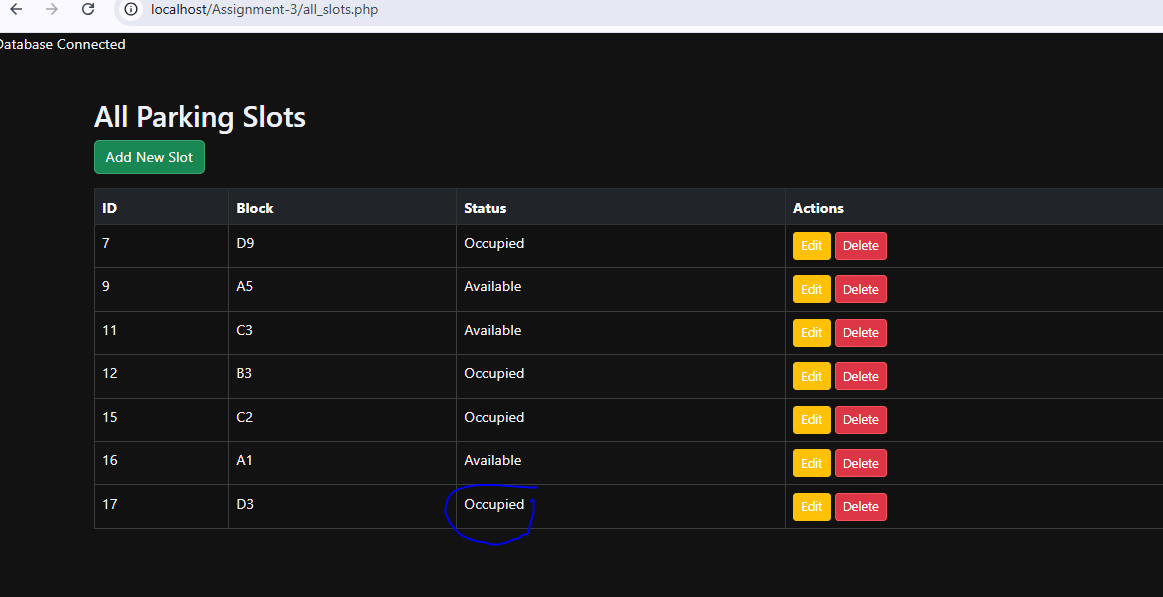 localhost/Assignment-3/all_slots.php
Database Connected
All Parking Slots
Add New Slot
ID Block Status Actions
7 D9 Occupied Edit Delete
9 A5 Available Edit Delete
11 C3 Available Edit Delete
12 B3 Occupied Edit Delete
15 C2 Occupied Edit Delete
16 A1 Available Edit Delete
17 D3 Occupied Edit Delete